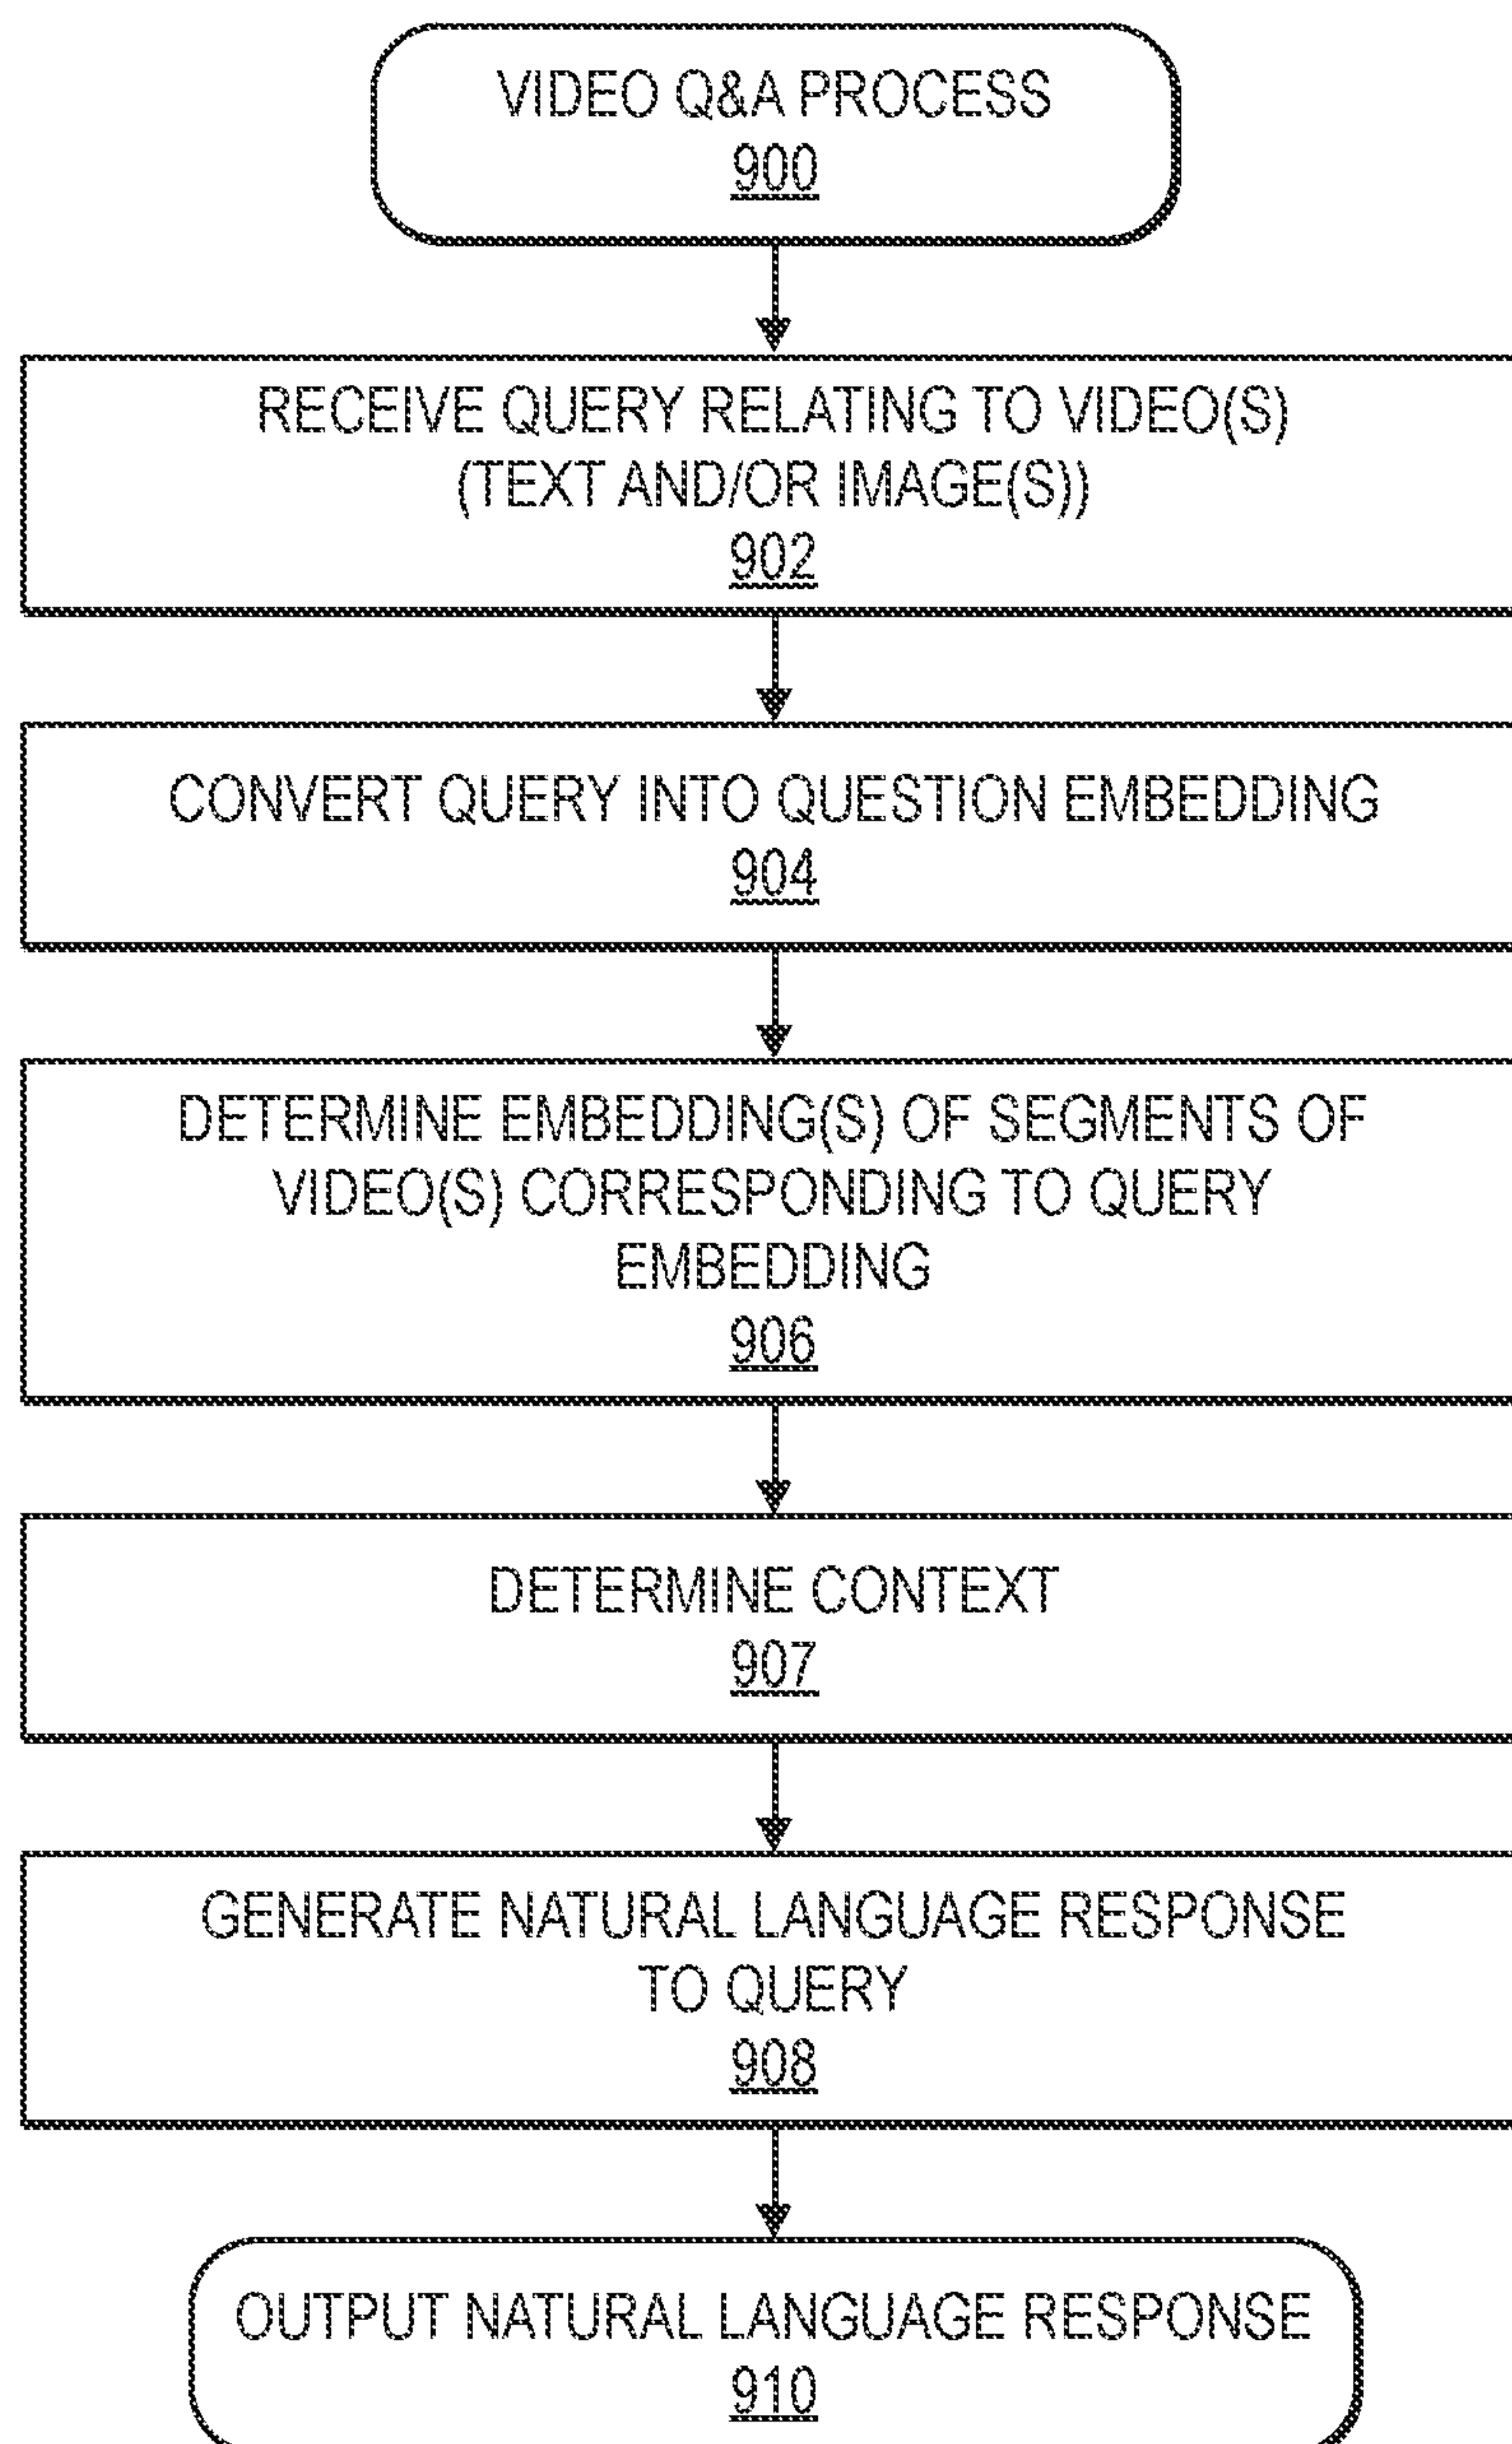 VIDEO Q&A PROCESS
900
RECEIVE QUERY RELATING TO VIDEO(S)
(TEXT AND/OR IMAGE(S))
902
CONVERT QUERY INTO QUESTION EMBEDDING
904
DETERMINE EMBEDDING(S) OF SEGMENTS OF
VIDEO(S) CORRESPONDING TO QUERY
EMBEDDING
906
DETERMINE CONTEXT
907
GENERATE NATURAL LANGUAGE RESPONSE
TO QUERY
908
OUTPUT NATURAL LANGUAGE RESPONSE
910